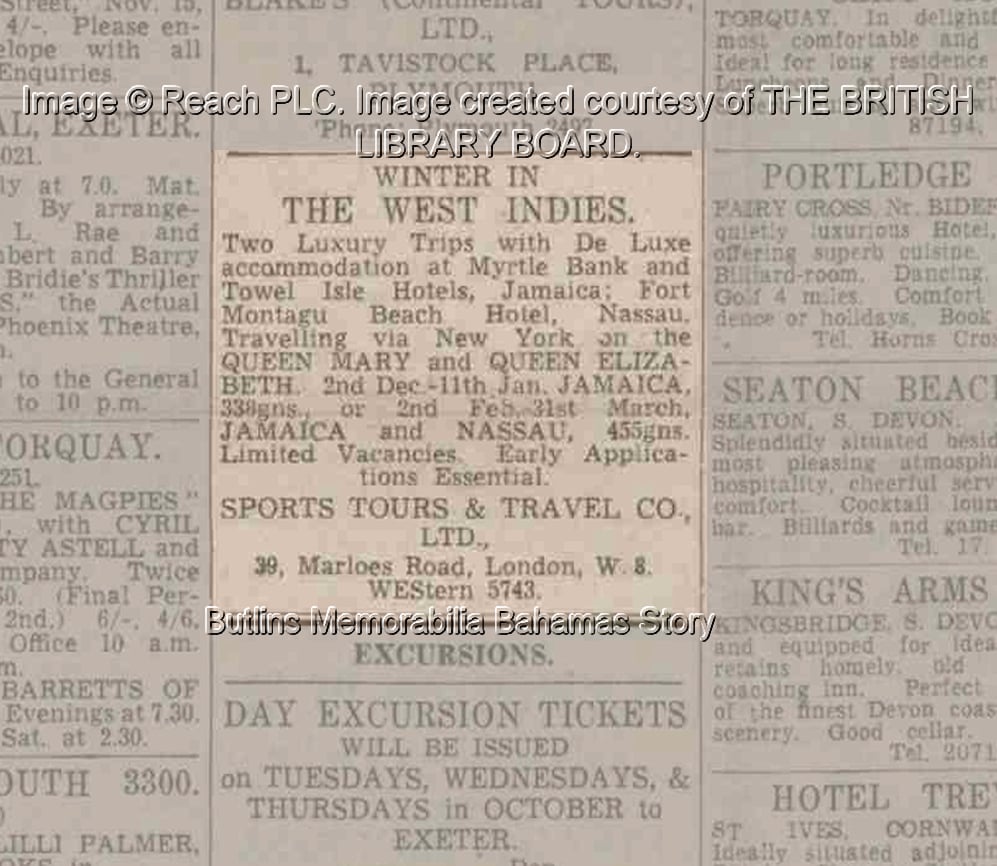 Street, Nov. 15,
4/-. Please en-
elope with all
Enquiries.
AL, EXETER.
021.
ly at 7.0. Mat.
By arrange-
L. Rae and
bert and Barry
Bridie's Thriller
S," the Actual
Phoenix Theatre,
to the General
to 10 p.m.
TORQUAY.
251.
HE MAGPIES"
, with CYRIL
TY ASTELL and
mpany. Twice
(Final Per-
2nd.) 6/-, 4/6.
Office 10 a.m.
m.
BARRETTS OF
Evenings at 7.30.
Sat. at 2.30.
OUTH 3300.
LILLI PALMER,
BLAKE'S (Continental TOURS),
LTD.,
1, TAVISTOCK PLACE,
Image © Reach PLC. Image created courtesy of THE BRITISH
LIBRARY BOARD.
WINTER IN
THE WEST INDIES.
Two Luxury Trips with De Luxe
accommodation at Myrtle Bank and
Towel Isle Hotels, Jamaica; Fort
Montagu Beach Hotel, Nassau.
Travelling via New York on the
QUEEN MARY and QUEEN ELIZA-
BETH. 2nd Dec.-11th Jan. JAMAICA,
338gns., or 2nd Feb.-31st March,
JAMAICA and NASSAU, 455gns.
Limited Vacancies. Early Applica-
tions Essential.
SPORTS TOURS & TRAVEL CO.,
LTD.,
39, Marloes Road, London, W.8.
WEStern 5743.
Butlins Memorabilia Bahamas Story
EXCURSIONS.
DAY EXCURSION TICKETS
WILL BE ISSUED
on TUESDAYS, WEDNESDAYS, &
THURSDAYS in OCTOBER to
EXETER.
TORQUAY. In delight
most comfortable and
Ideal for long residence
Luncheons and Dinner
87194.
PORTLEDGE
FAIRY CROSS, Nr. BIDEF
quietly luxurious Hotel,
offering superb cuisine.
Billiard-room. Dancing.
Golf 4 miles. Comfort
dence or holidays. Book
Tel. Horns Cros
SEATON BEACH
SEATON, S. DEVON.
Splendidly situated besid
most pleasing atmosph
hospitality, cheerful serv
comfort. Cocktail loun
bar. Billiards and game
Tel. 17.
KING'S ARMS
KINGSBRIDGE, S. DEVO
and equipped for idea
retains homely, old
coaching inn. Perfect
of the finest Devon coas
scenery. Good cellar.
Tel. 2071
HOTEL TRE
ST IVES, CORNWA
Ideally situated adjoinin